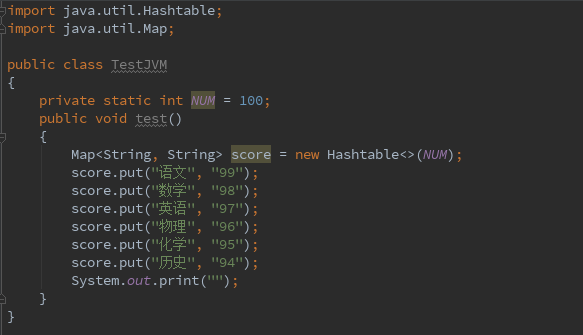 import java.util.Hashtable;
import java.util.Map;
public class TestJVM
{
private static int NUM = 100;
public void test()
{
Map<String, String> score = new Hashtable<>(NUM);
score.put("语文", "99");
score.put("数学", "98");
score.put("英语", "97");
score.put("物理", "96");
score.put("化学", "95");
score.put("历史", "94");
System.out.print("");
}
}